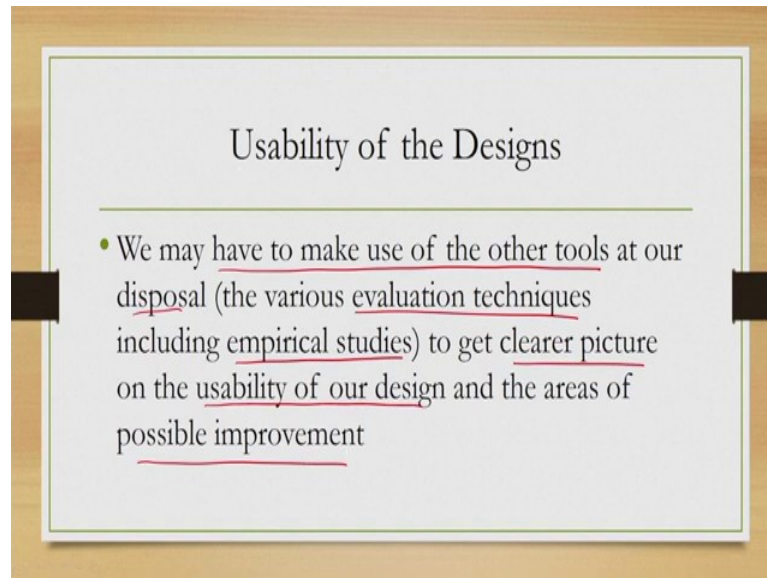 Usability of the Designs
• We may have to make use of the other tools at our
disposal (the various evaluation techniques
including empirical studies) to get clearer picture
on the usability of our design and the areas of
possible improvement